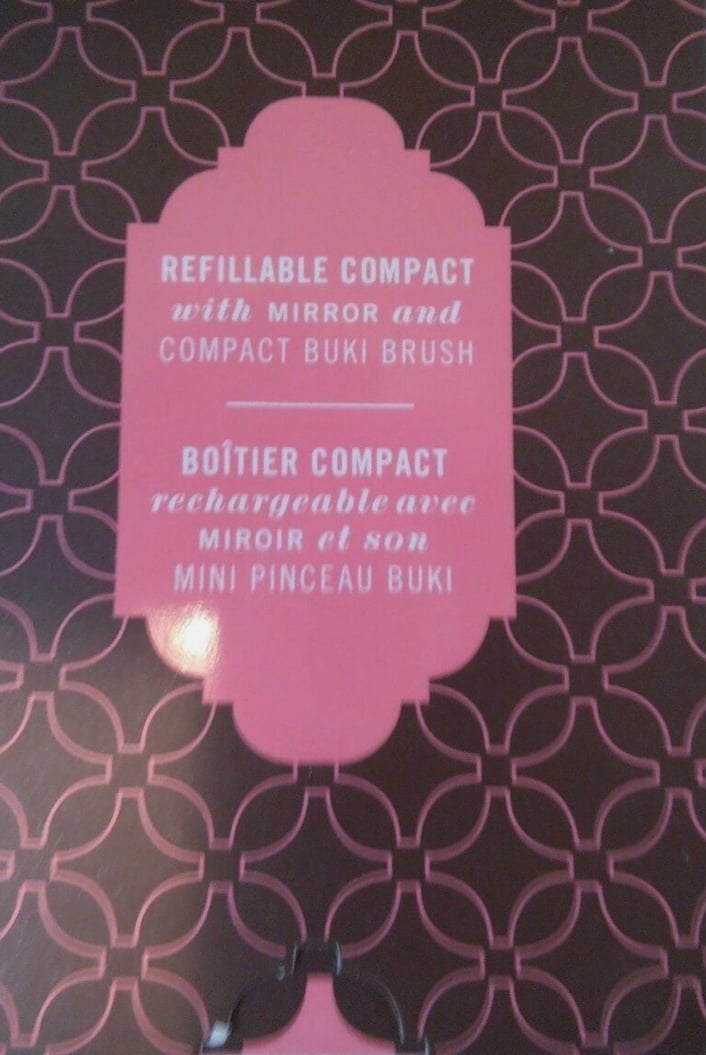 REFILLABLE COMPACT
with MIRROR and
COMPACT BUKI BRUSH
BOÎTIER COMPACT
rechargeable avec
MIROIR et son
MINI PINCEAU BUKI